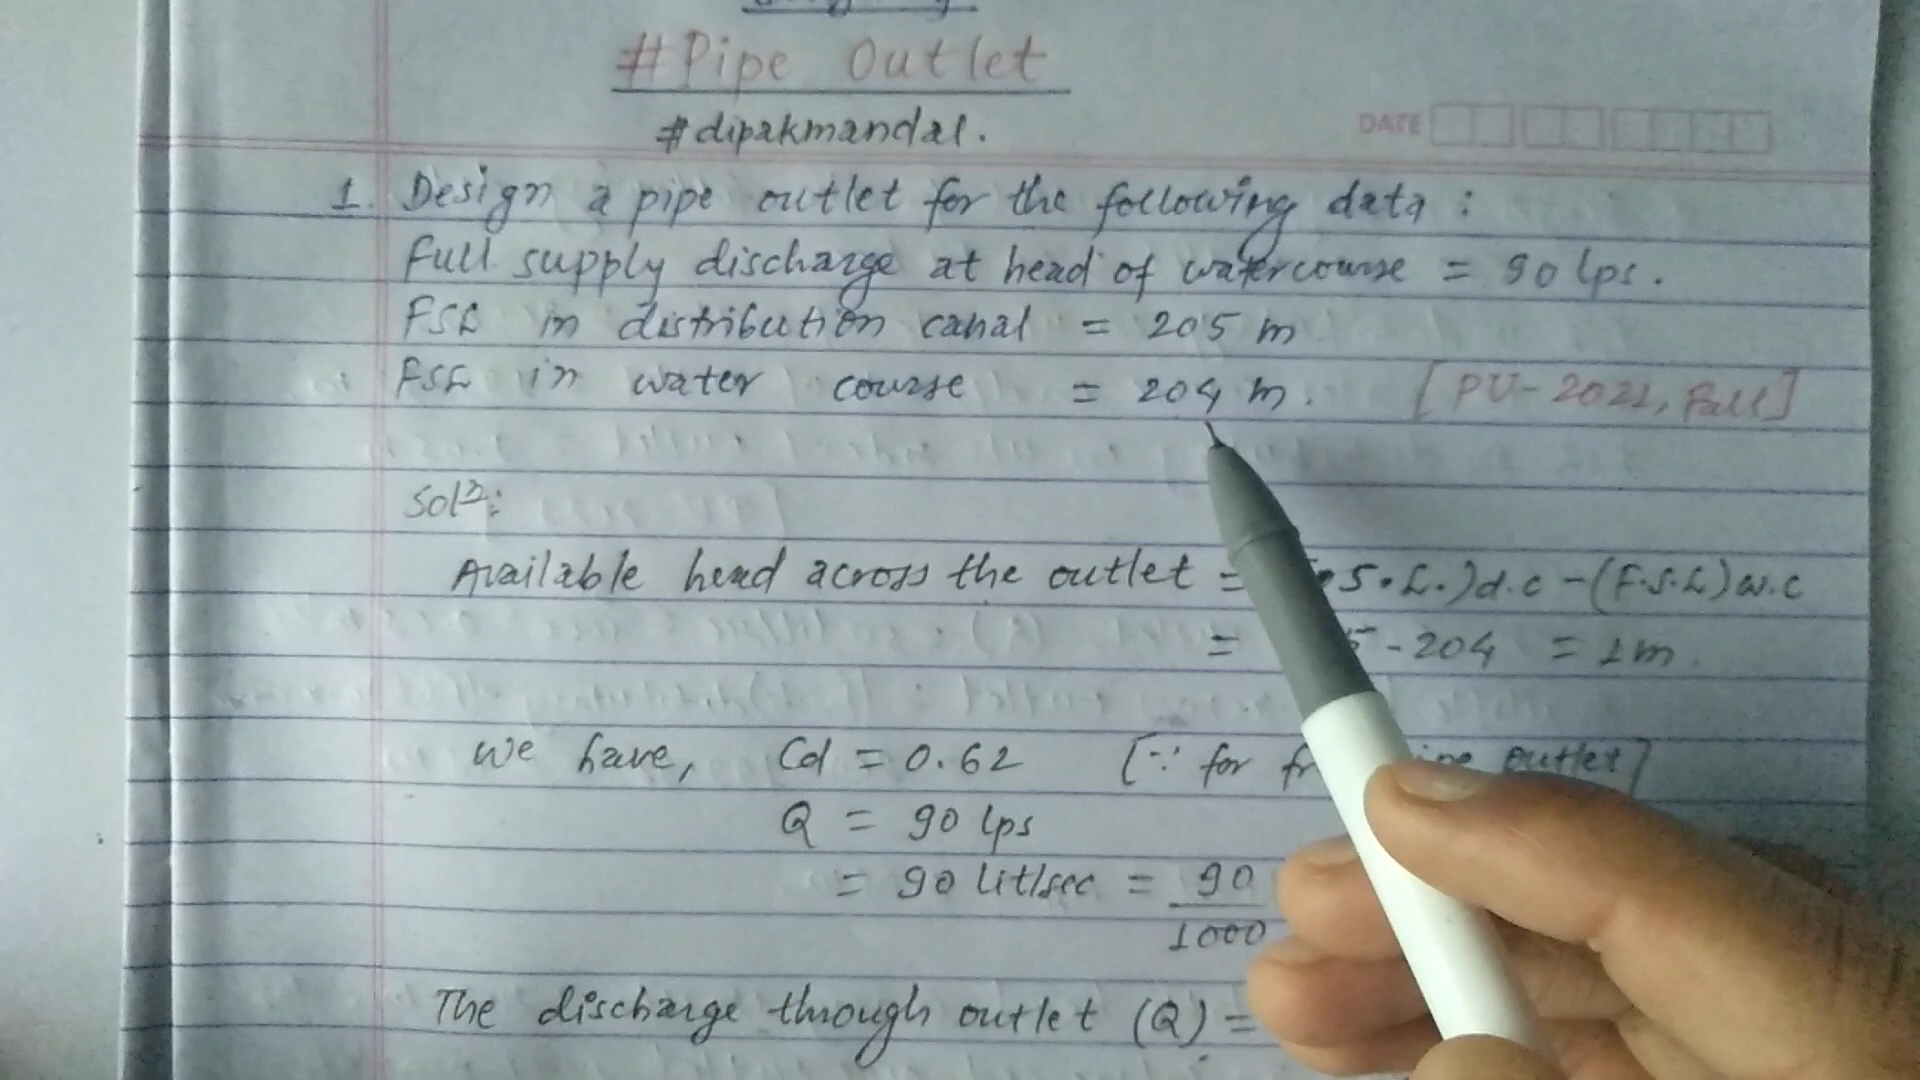 #Pipe Outlet
#dipakmandal.
DATE
1. Design a pipe outlet for the following data :
Full supply discharge at head of watercourse = 90 lps.
FSL in distribution canal = 205 m
FSL in water course = 204 m. [PU-2021, Fall]
Solⁿ:
Available head across the outlet = .S.L.)d.c - (F.S.L)w.c
= 5 - 204 = 1m.
We have, Cd = 0.62 [∵ for outlet]
Q = 90 lps
= 90 lit/sec = 90
1000
The discharge through outlet (Q) =